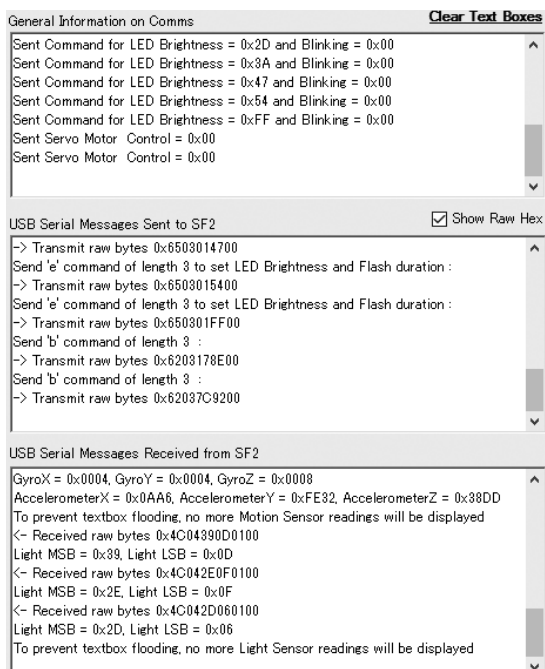 General Information on Comms
Clear Text Boxes
Sent Command for LED Brightness = 0x2D and Blinking = 0x00
Sent Command for LED Brightness = 0x3A and Blinking = 0x00
Sent Command for LED Brightness = 0x47 and Blinking = 0x00
Sent Command for LED Brightness = 0x54 and Blinking = 0x00
Sent Command for LED Brightness = 0xFF and Blinking = 0x00
Sent Servo Motor  Control = 0x00
Sent Servo Motor  Control = 0x00
USB Serial Messages Sent to SF2
Show Raw Hex
-> Transmit raw bytes 0x6503014700
Send 'e' command of length 3 to set LED Brightness and Flash duration :
-> Transmit raw bytes 0x6503015400
Send 'e' command of length 3 to set LED Brightness and Flash duration :
-> Transmit raw bytes 0x650301FF00
Send 'b' command of length 3  :
-> Transmit raw bytes 0x6203178E00
Send 'b' command of length 3  :
-> Transmit raw bytes 0x62037C9200
USB Serial Messages Received from SF2
GyroX = 0x0004, GyroY = 0x0004, GyroZ = 0x0008
AccelerometerX = 0x0AA6, AccelerometerY = 0xFE32, AccelerometerZ = 0x38DD
To prevent textbox flooding, no more Motion Sensor readings will be displayed
<- Received raw bytes 0x4C04390D0100
Light MSB = 0x39, Light LSB = 0x0D
<- Received raw bytes 0x4C042E0F0100
Light MSB = 0x2E, Light LSB = 0x0F
<- Received raw bytes 0x4C042D060100
Light MSB = 0x2D, Light LSB = 0x06
To prevent textbox flooding, no more Light Sensor readings will be displayed